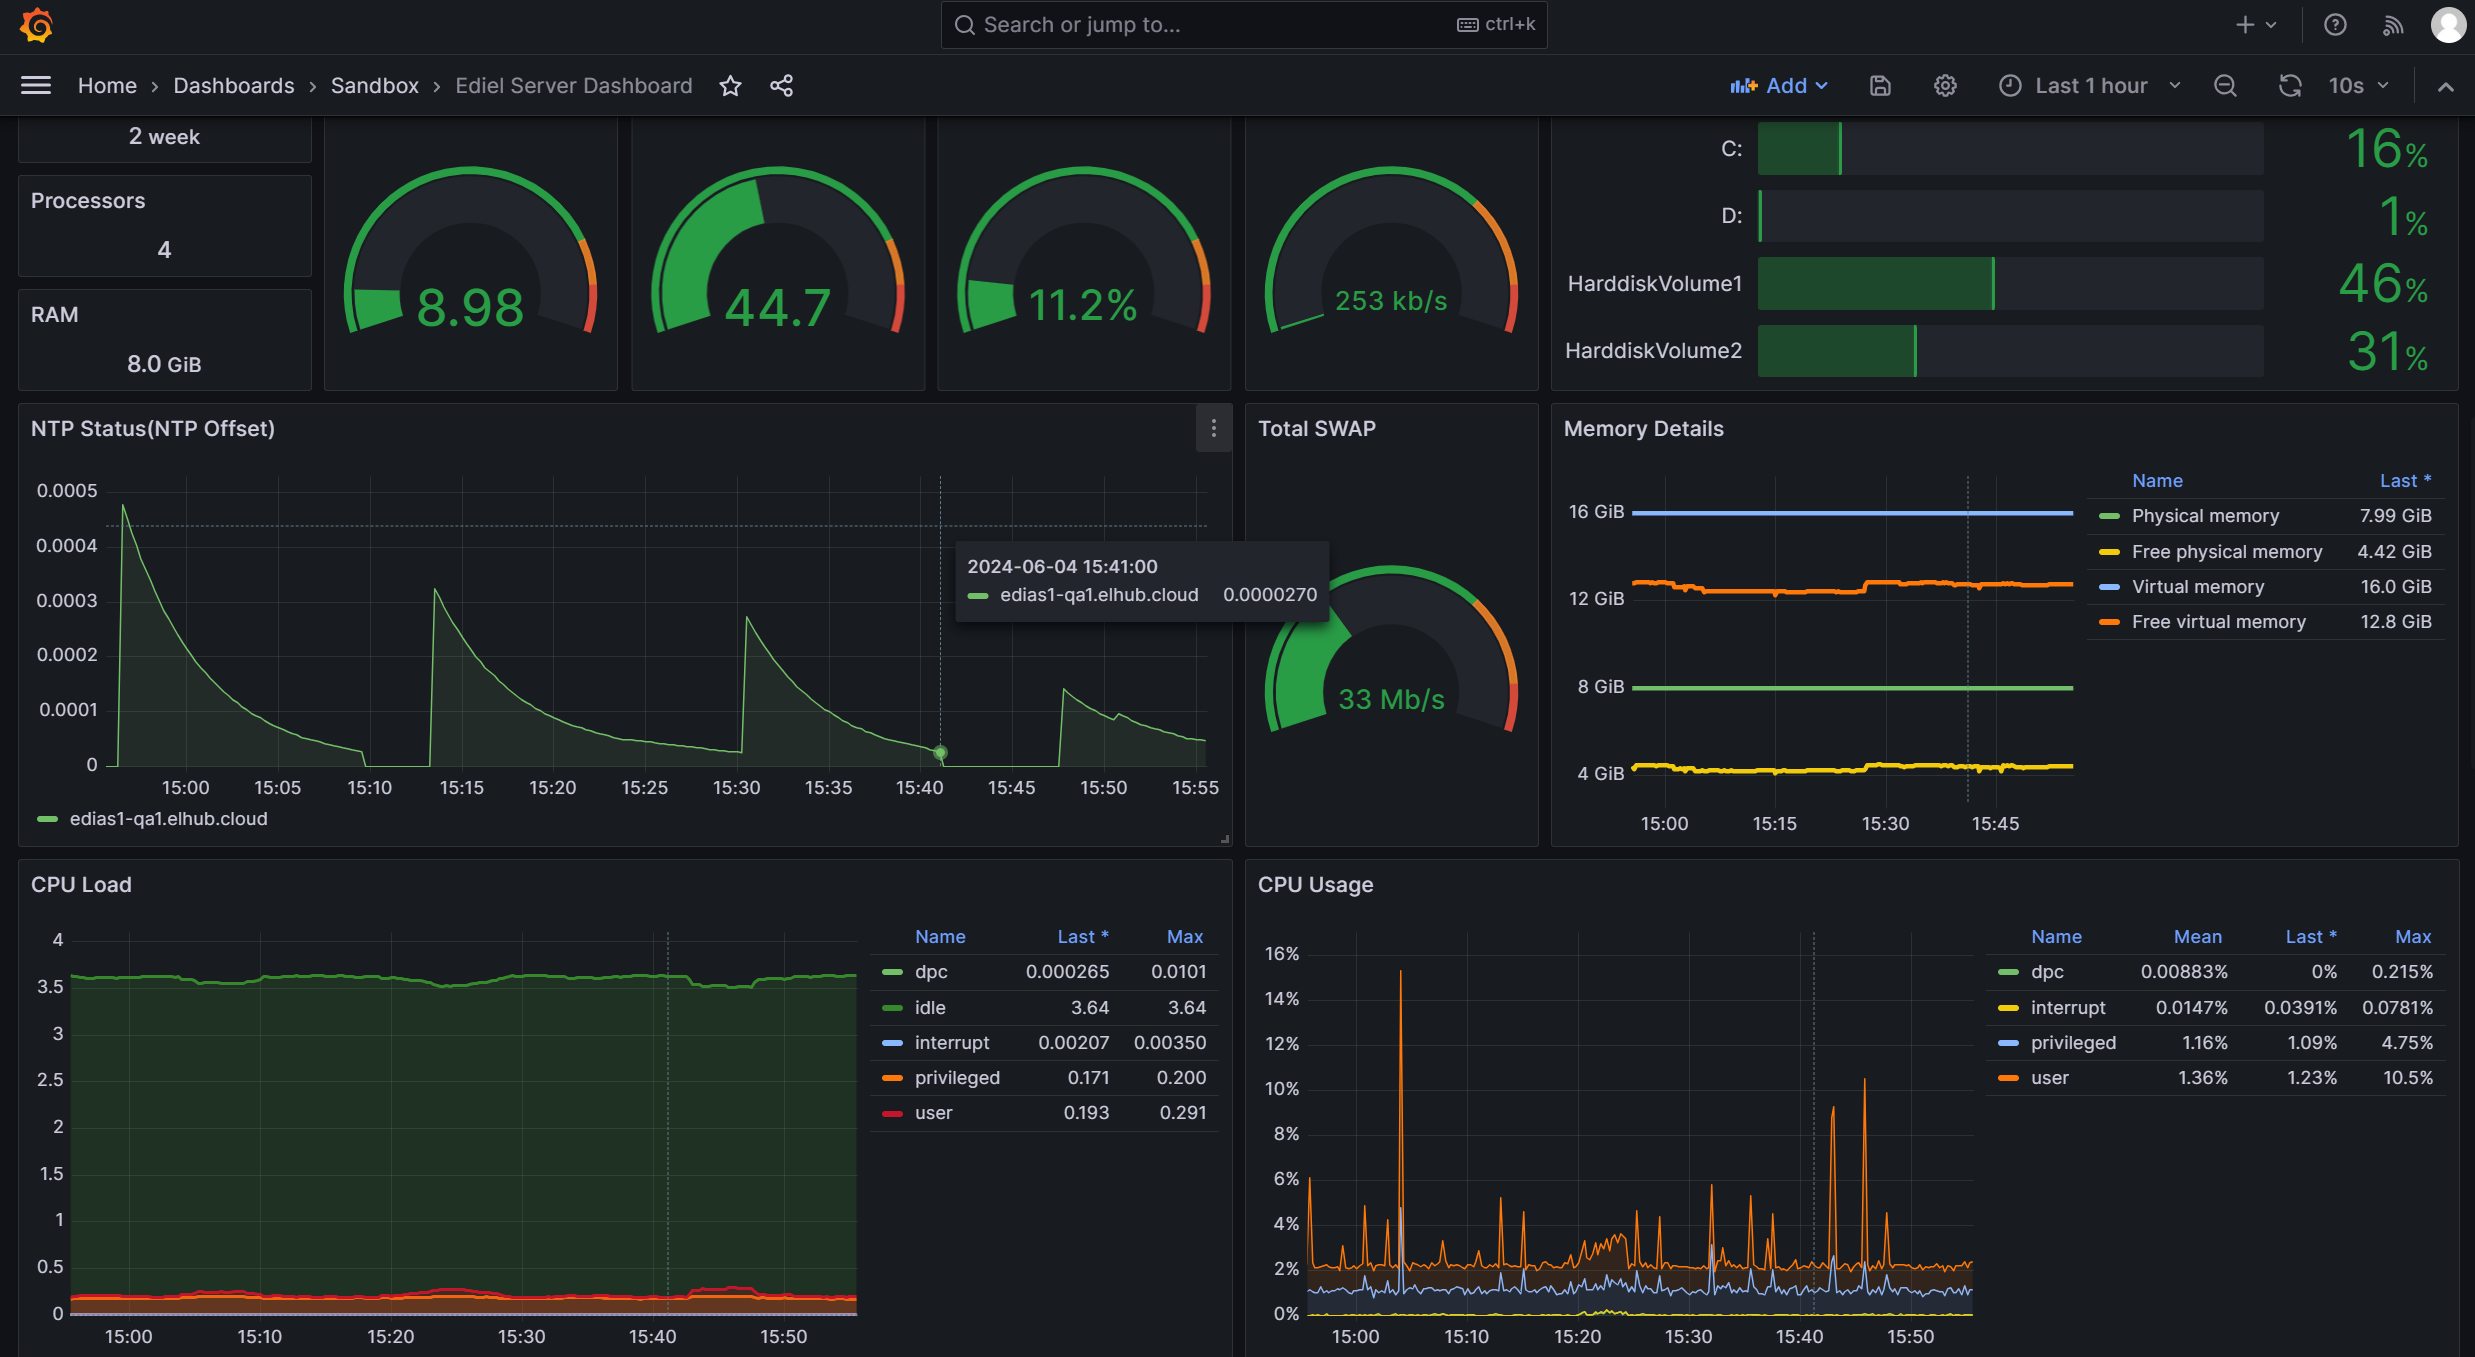 Search or jump to... ctrl+k
Home › Dashboards › Sandbox › Ediel Server Dashboard
Add
Last 1 hour
10s
2 week
Processors
4
RAM
8.0 GiB
8.98
44.7
11.2%
253 kb/s
C: 16%
D: 1%
HarddiskVolume1 46%
HarddiskVolume2 31%
NTP Status(NTP Offset)
0.0005
0.0004
0.0003
0.0002
0.0001
0
15:00 15:05 15:10 15:15 15:20 15:25 15:30 15:35 15:40 15:45 15:50 15:55
edias1-qa1.elhub.cloud
2024-06-04 15:41:00
edias1-qa1.elhub.cloud 0.0000270
Total SWAP
33 Mb/s
Memory Details
16 GiB
12 GiB
8 GiB
4 GiB
15:00 15:15 15:30 15:45
Name Last *
Physical memory 7.99 GiB
Free physical memory 4.42 GiB
Virtual memory 16.0 GiB
Free virtual memory 12.8 GiB
CPU Load
4
3.5
3
2.5
2
1.5
1
0.5
0
15:00 15:10 15:20 15:30 15:40 15:50
Name Last * Max
dpc 0.000265 0.0101
idle 3.64 3.64
interrupt 0.00207 0.00350
privileged 0.171 0.200
user 0.193 0.291
CPU Usage
16%
14%
12%
10%
8%
6%
4%
2%
0%
15:00 15:10 15:20 15:30 15:40 15:50
Name Mean Last * Max
dpc 0.00883% 0% 0.215%
interrupt 0.0147% 0.0391% 0.0781%
privileged 1.16% 1.09% 4.75%
user 1.36% 1.23% 10.5%